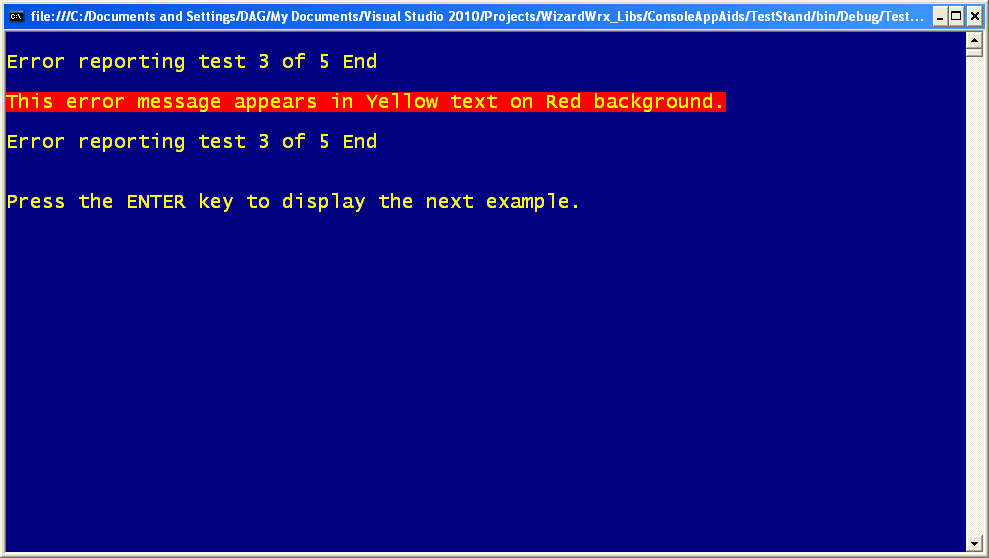 file:///C:/Documents and Settings/DAG/My Documents/Visual Studio 2010/Projects/WizardWrx_Libs/ConsoleAppAids/TestStand/bin/Debug/Test...
Error reporting test 3 of 5 End
This error message appears in Yellow text on Red background.
Error reporting test 3 of 5 End
Press the ENTER key to display the next example.